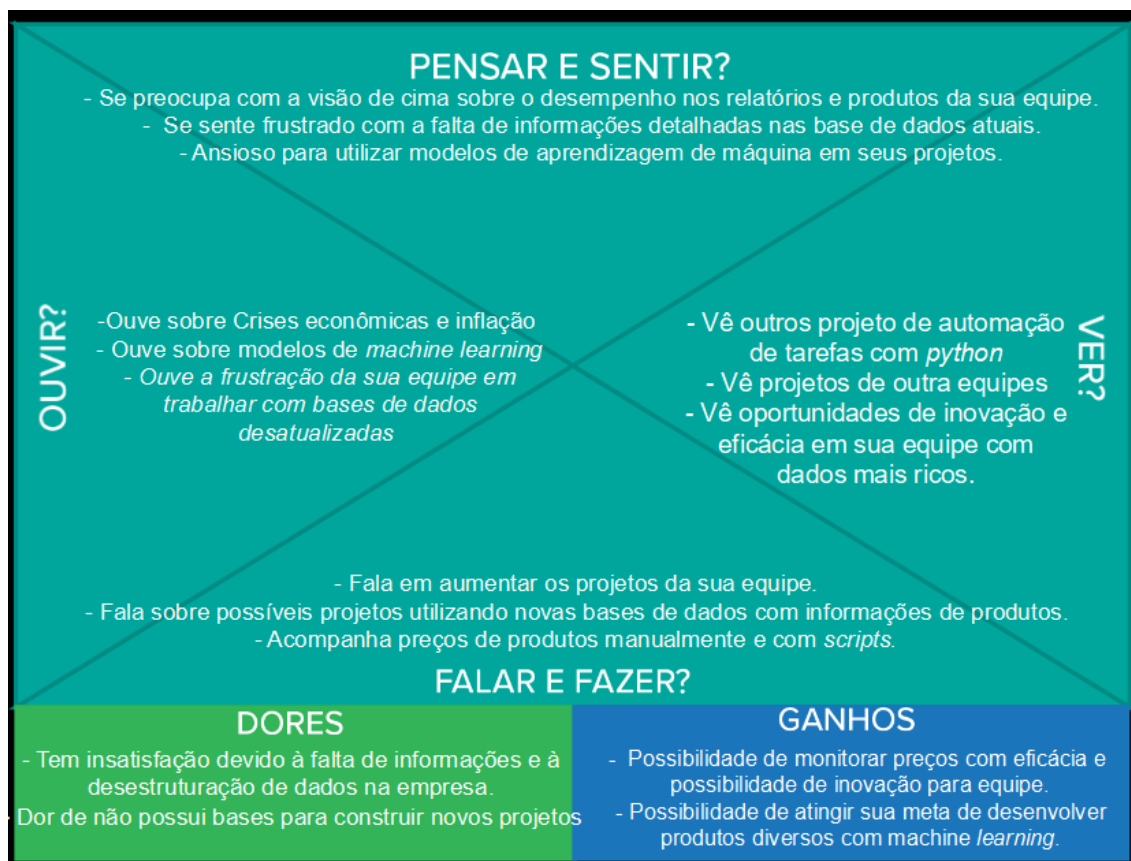 PENSAR E SENTIR?
- Se preocupa com a visão de cima sobre o desempenho nos relatórios e produtos da sua equipe.
- Se sente frustrado com a falta de informações detalhadas nas base de dados atuais.
- Ansioso para utilizar modelos de aprendizagem de máquina em seus projetos.
OUVIR?
-Ouve sobre Crises econômicas e inflação
- Ouve sobre modelos de machine learning
- Ouve a frustração da sua equipe em
trabalhar com bases de dados
desatualizadas
- Vê outros projeto de automação
de tarefas com python
- Vê projetos de outra equipes
- Vê oportunidades de inovação e
eficácia em sua equipe com
dados mais ricos.
VER?
- Fala em aumentar os projetos da sua equipe.
- Fala sobre possíveis projetos utilizando novas bases de dados com informações de produtos.
- Acompanha preços de produtos manualmente e com scripts.
FALAR E FAZER?
DORES
- Tem insatisfação devido à falta de informações e à
desestruturação de dados na empresa.
- Dor de não possui bases para construir novos projetos
GANHOS
- Possibilidade de monitorar preços com eficácia e
possibilidade de inovação para equipe.
- Possibilidade de atingir sua meta de desenvolver
produtos diversos com machine learning.